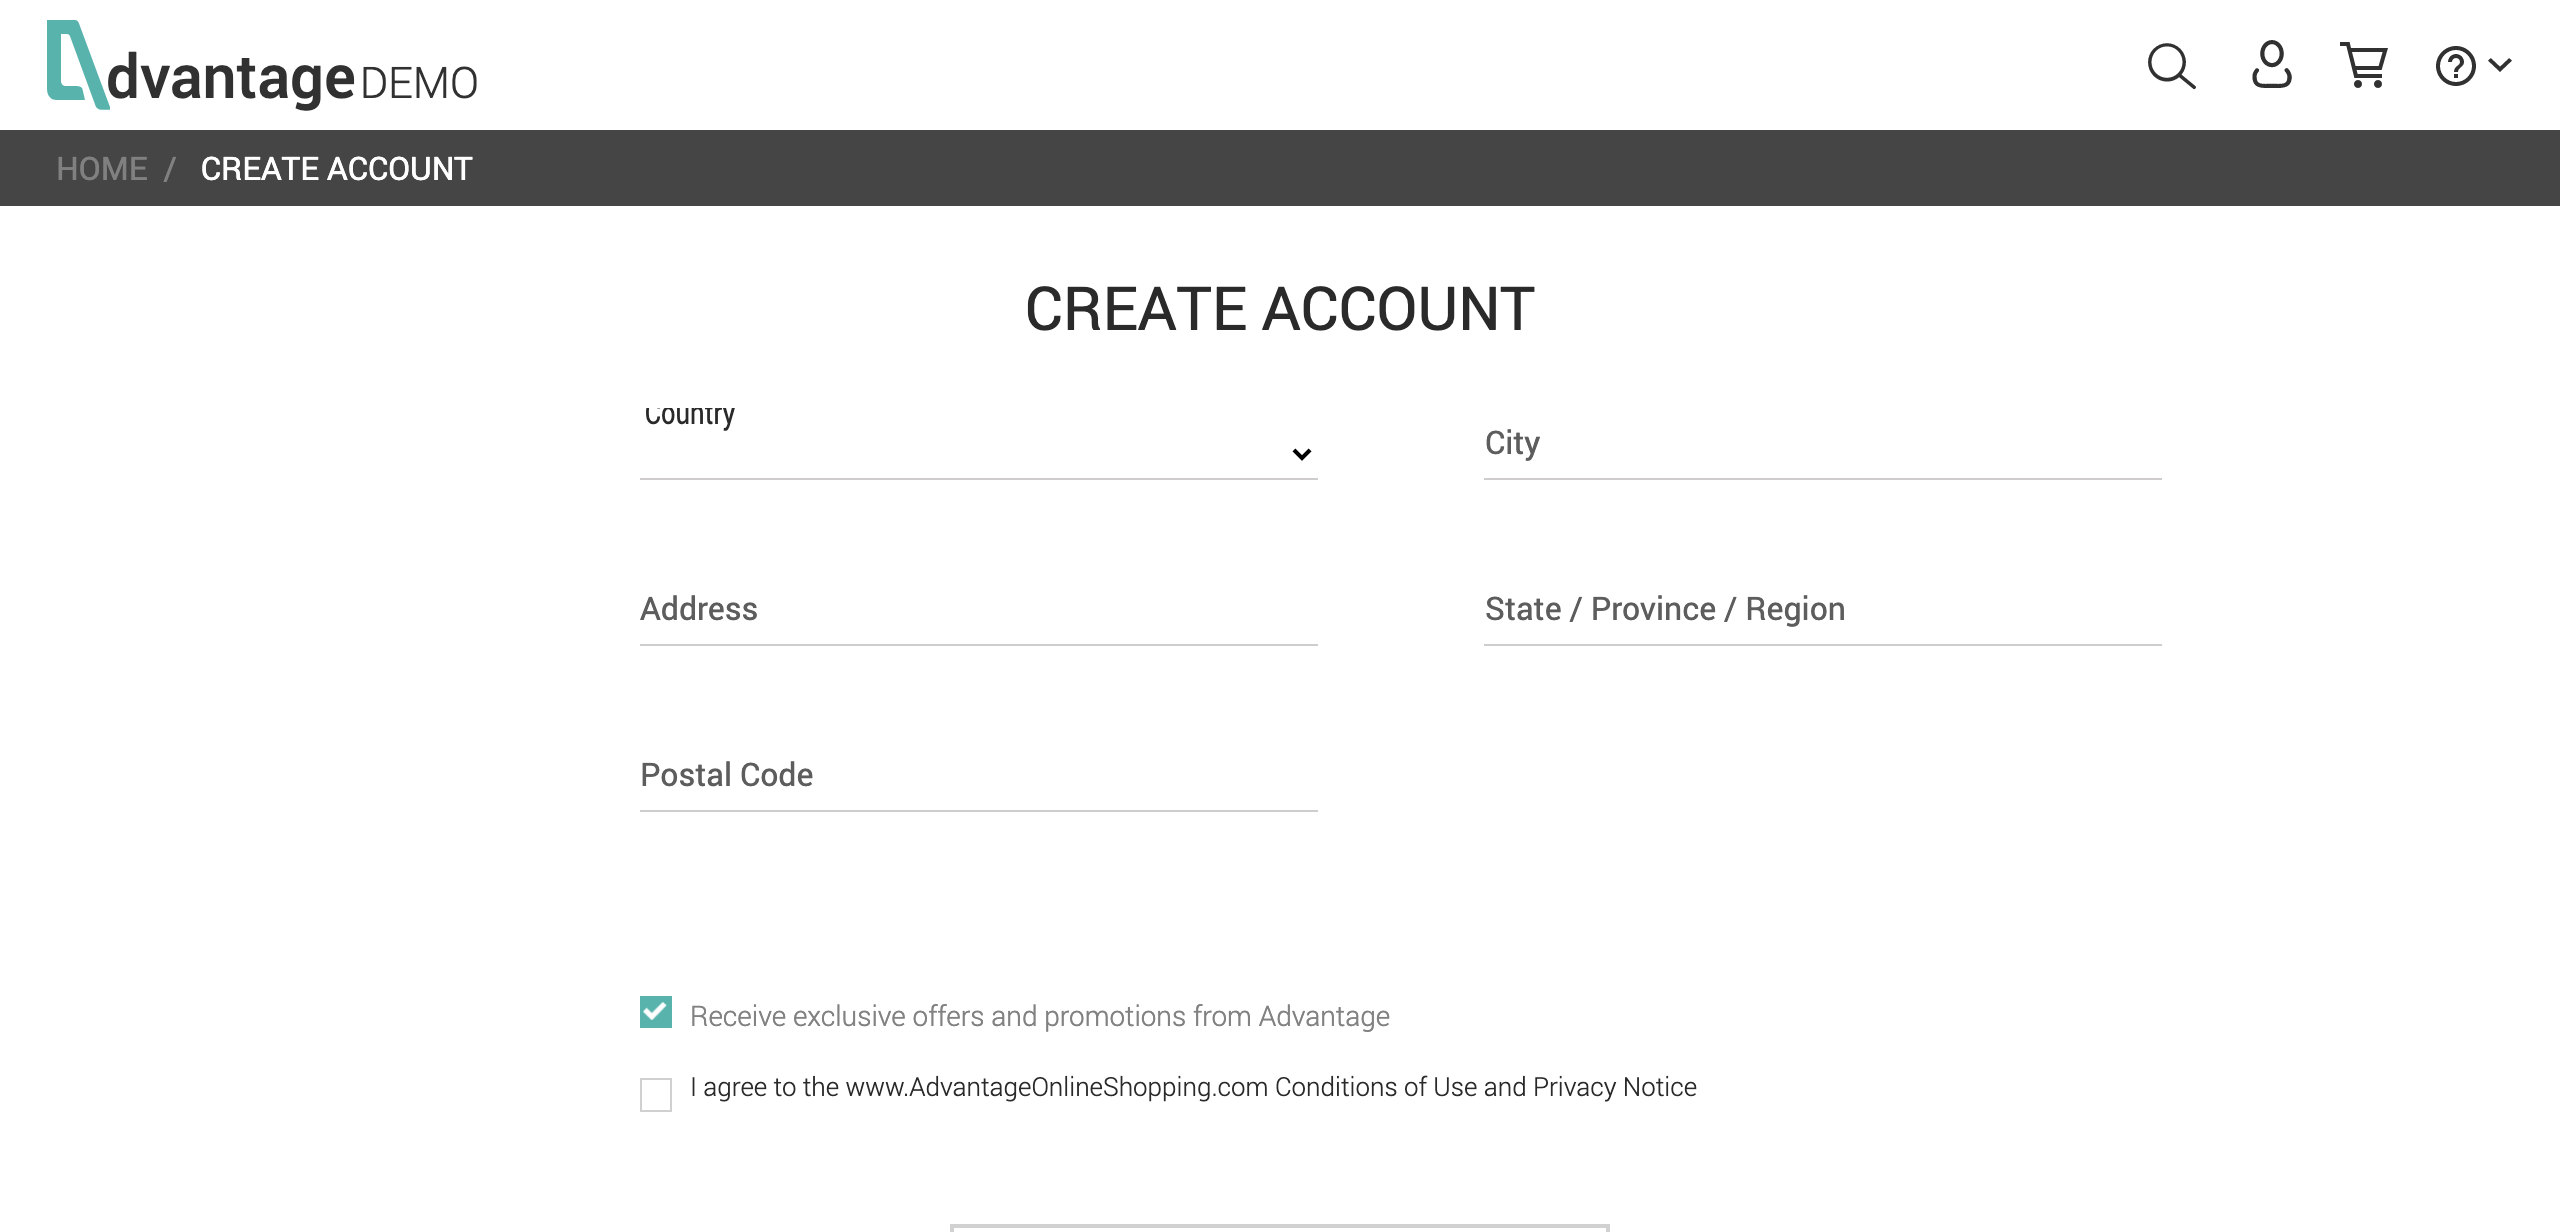 dvantage DEMO
HOME / CREATE ACCOUNT
CREATE ACCOUNT
Country
City
Address
State / Province / Region
Postal Code
Receive exclusive offers and promotions from Advantage
I agree to the www.AdvantageOnlineShopping.com Conditions of Use and Privacy Notice